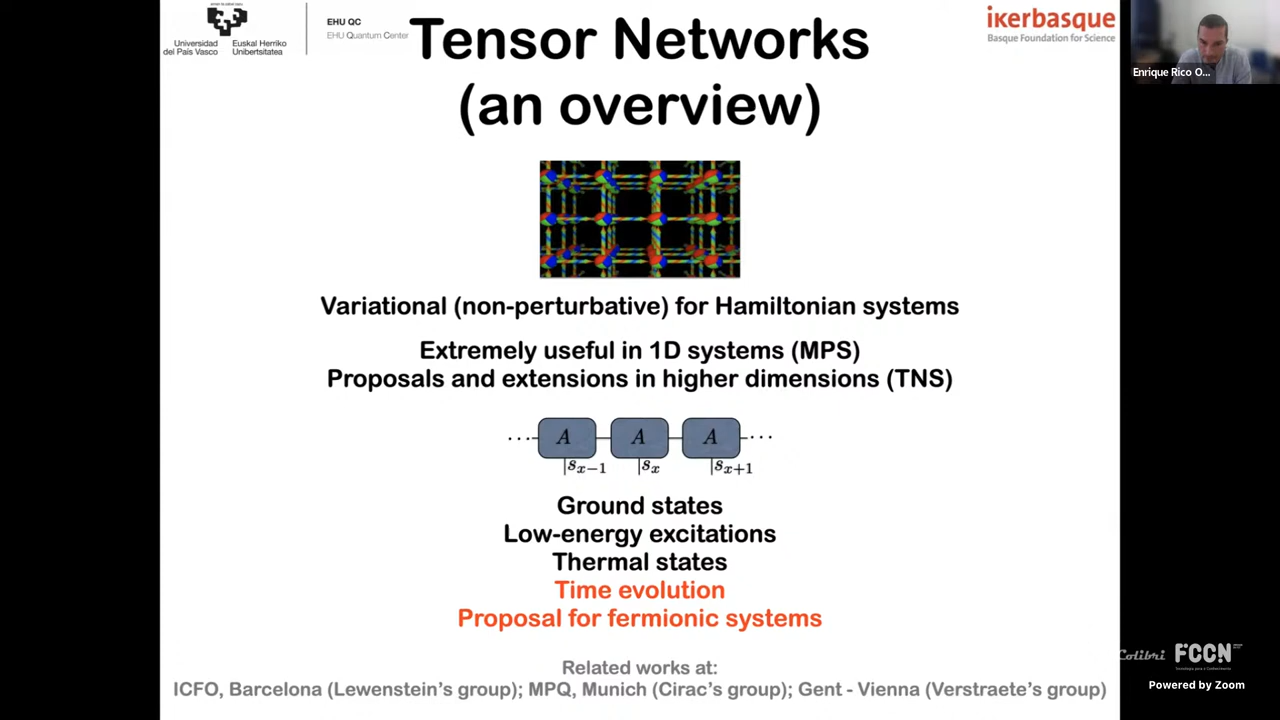 Universidad
del País Vasco
Euskal Herriko
Unibertsitatea
EHU QC
EHU Quantum Center
ikerbasque
Basque Foundation for Science
Tensor Networks
(an overview)
Enrique Rico O...
Variational (non-perturbative) for Hamiltonian systems
Extremely useful in 1D systems (MPS)
Proposals and extensions in higher dimensions (TNS)
··· A A A ···
s_{x-1} s_x s_{x+1}
Ground states
Low-energy excitations
Thermal states
Time evolution
Proposal for fermionic systems
Related works at:
ICFO, Barcelona (Lewenstein's group); MPQ, Munich (Cirac's group); Gent - Vienna (Verstraete's group)
Colibri FCCN
Powered by Zoom